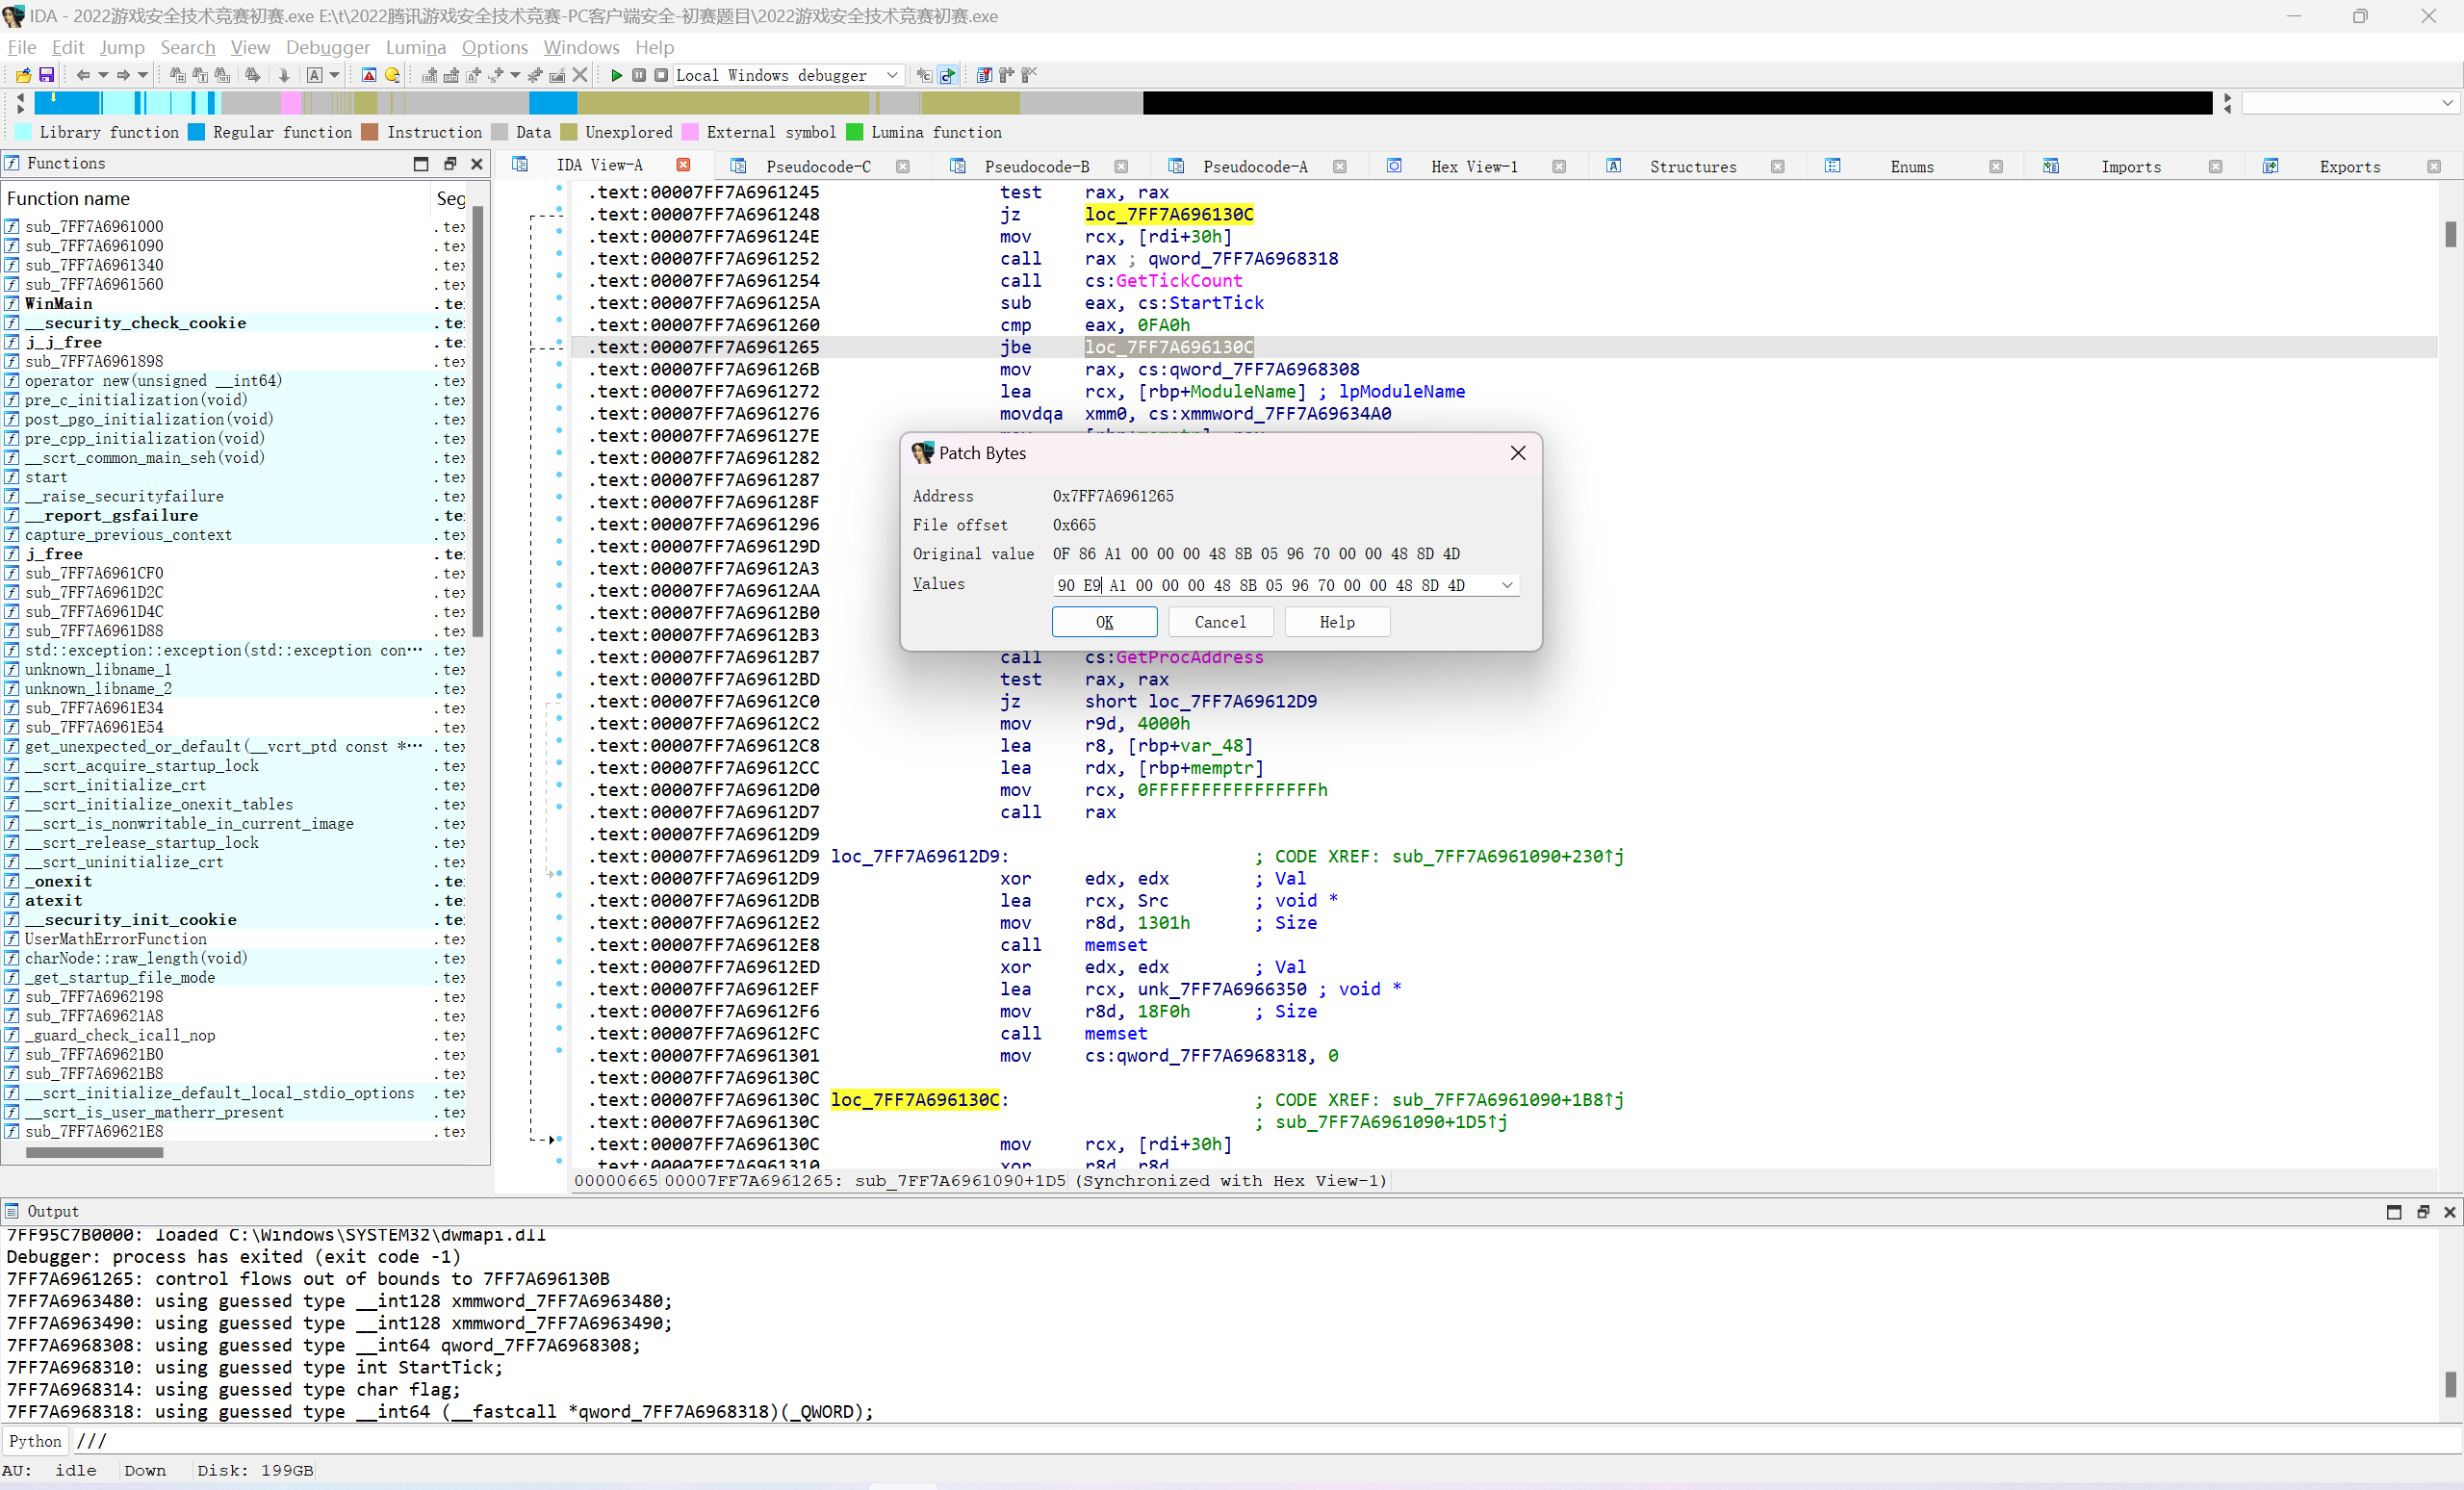 IDA - 2022游戏安全技术竞赛初赛.exe E:\t\2022腾讯游戏安全技术竞赛-PC客户端安全-初赛题目\2022游戏安全技术竞赛初赛.exe
File Edit Jump Search View Debugger Lumina Options Windows Help
Local Windows debugger
Library function Regular function Instruction Data Unexplored External symbol Lumina function
Functions
Function name Seg
sub_7FF7A6961000 .tex
sub_7FF7A6961090 .tex
sub_7FF7A6961340 .tex
sub_7FF7A6961560 .tex
WinMain .te
__security_check_cookie .te
j_j_free .te
sub_7FF7A6961898 .tex
operator new(unsigned __int64) .tex
pre_c_initialization(void) .tex
post_pgo_initialization(void) .tex
pre_cpp_initialization(void) .tex
__scrt_common_main_seh(void) .tex
start .tex
__raise_securityfailure .tex
__report_gsfailure .te
capture_previous_context .tex
j_free .te
sub_7FF7A6961CF0 .tex
sub_7FF7A6961D2C .tex
sub_7FF7A6961D4C .tex
sub_7FF7A6961D88 .tex
std::exception::exception(std::exception con… .tex
unknown_libname_1 .tex
unknown_libname_2 .tex
sub_7FF7A6961E34 .tex
sub_7FF7A6961E54 .tex
get_unexpected_or_default(__vcrt_ptd const *… .tex
__scrt_acquire_startup_lock .tex
__scrt_initialize_crt .tex
__scrt_initialize_onexit_tables .tex
__scrt_is_nonwritable_in_current_image .tex
__scrt_release_startup_lock .tex
__scrt_uninitialize_crt .tex
_onexit .te
atexit .te
__security_init_cookie .te
UserMathErrorFunction .tex
charNode::raw_length(void) .tex
_get_startup_file_mode .tex
sub_7FF7A6962198 .tex
sub_7FF7A69621A8 .tex
_guard_check_icall_nop .tex
sub_7FF7A69621B0 .tex
sub_7FF7A69621B8 .tex
__scrt_initialize_default_local_stdio_options .tex
__scrt_is_user_matherr_present .tex
sub_7FF7A69621E8 .tex
IDA View-A Pseudocode-C Pseudocode-B Pseudocode-A Hex View-1 Structures Enums Imports Exports
.text:00007FF7A6961245 test rax, rax
.text:00007FF7A6961248 jz loc_7FF7A696130C
.text:00007FF7A696124E mov rcx, [rdi+30h]
.text:00007FF7A6961252 call rax ; qword_7FF7A6968318
.text:00007FF7A6961254 call cs:GetTickCount
.text:00007FF7A696125A sub eax, cs:StartTick
.text:00007FF7A6961260 cmp eax, 0FA0h
.text:00007FF7A6961265 jbe loc_7FF7A696130C
.text:00007FF7A696126B mov rax, cs:qword_7FF7A6968308
.text:00007FF7A6961272 lea rcx, [rbp+ModuleName] ; lpModuleName
.text:00007FF7A6961276 movdqa xmm0, cs:xmmword_7FF7A69634A0
.text:00007FF7A696127E
.text:00007FF7A6961282
.text:00007FF7A6961287
.text:00007FF7A696128F
.text:00007FF7A6961296
.text:00007FF7A696129D
.text:00007FF7A69612A3
.text:00007FF7A69612AA
.text:00007FF7A69612B0
.text:00007FF7A69612B3
.text:00007FF7A69612B7 call cs:GetProcAddress
.text:00007FF7A69612BD test rax, rax
.text:00007FF7A69612C0 jz short loc_7FF7A69612D9
.text:00007FF7A69612C2 mov r9d, 4000h
.text:00007FF7A69612C8 lea r8, [rbp+var_48]
.text:00007FF7A69612CC lea rdx, [rbp+memptr]
.text:00007FF7A69612D0 mov rcx, 0FFFFFFFFFFFFFFFFh
.text:00007FF7A69612D7 call rax
.text:00007FF7A69612D9
.text:00007FF7A69612D9 loc_7FF7A69612D9: ; CODE XREF: sub_7FF7A6961090+230↑j
.text:00007FF7A69612D9 xor edx, edx ; Val
.text:00007FF7A69612DB lea rcx, Src ; void *
.text:00007FF7A69612E2 mov r8d, 1301h ; Size
.text:00007FF7A69612E8 call memset
.text:00007FF7A69612ED xor edx, edx ; Val
.text:00007FF7A69612EF lea rcx, unk_7FF7A6966350 ; void *
.text:00007FF7A69612F6 mov r8d, 18F0h ; Size
.text:00007FF7A69612FC call memset
.text:00007FF7A6961301 mov cs:qword_7FF7A6968318, 0
.text:00007FF7A696130C
.text:00007FF7A696130C loc_7FF7A696130C: ; CODE XREF: sub_7FF7A6961090+1B8↑j
.text:00007FF7A696130C ; sub_7FF7A6961090+1D5↑j
.text:00007FF7A696130C mov rcx, [rdi+30h]
.text:00007FF7A6961310 xor r8d, r8d
00000665 00007FF7A6961265: sub_7FF7A6961090+1D5 (Synchronized with Hex View-1)
Patch Bytes
Address 0x7FF7A6961265
File offset 0x665
Original value 0F 86 A1 00 00 00 48 8B 05 96 70 00 00 48 8D 4D
Values 90 E9 A1 00 00 00 48 8B 05 96 70 00 00 48 8D 4D
OK Cancel Help
Output
7FF95C7B0000: loaded C:\Windows\SYSTEM32\dwmapi.dll
Debugger: process has exited (exit code -1)
7FF7A6961265: control flows out of bounds to 7FF7A696130B
7FF7A6963480: using guessed type __int128 xmmword_7FF7A6963480;
7FF7A6963490: using guessed type __int128 xmmword_7FF7A6963490;
7FF7A6968308: using guessed type __int64 qword_7FF7A6968308;
7FF7A6968310: using guessed type int StartTick;
7FF7A6968314: using guessed type char flag;
7FF7A6968318: using guessed type __int64 (__fastcall *qword_7FF7A6968318)(_QWORD);
Python ///
AU: idle Down Disk: 199GB